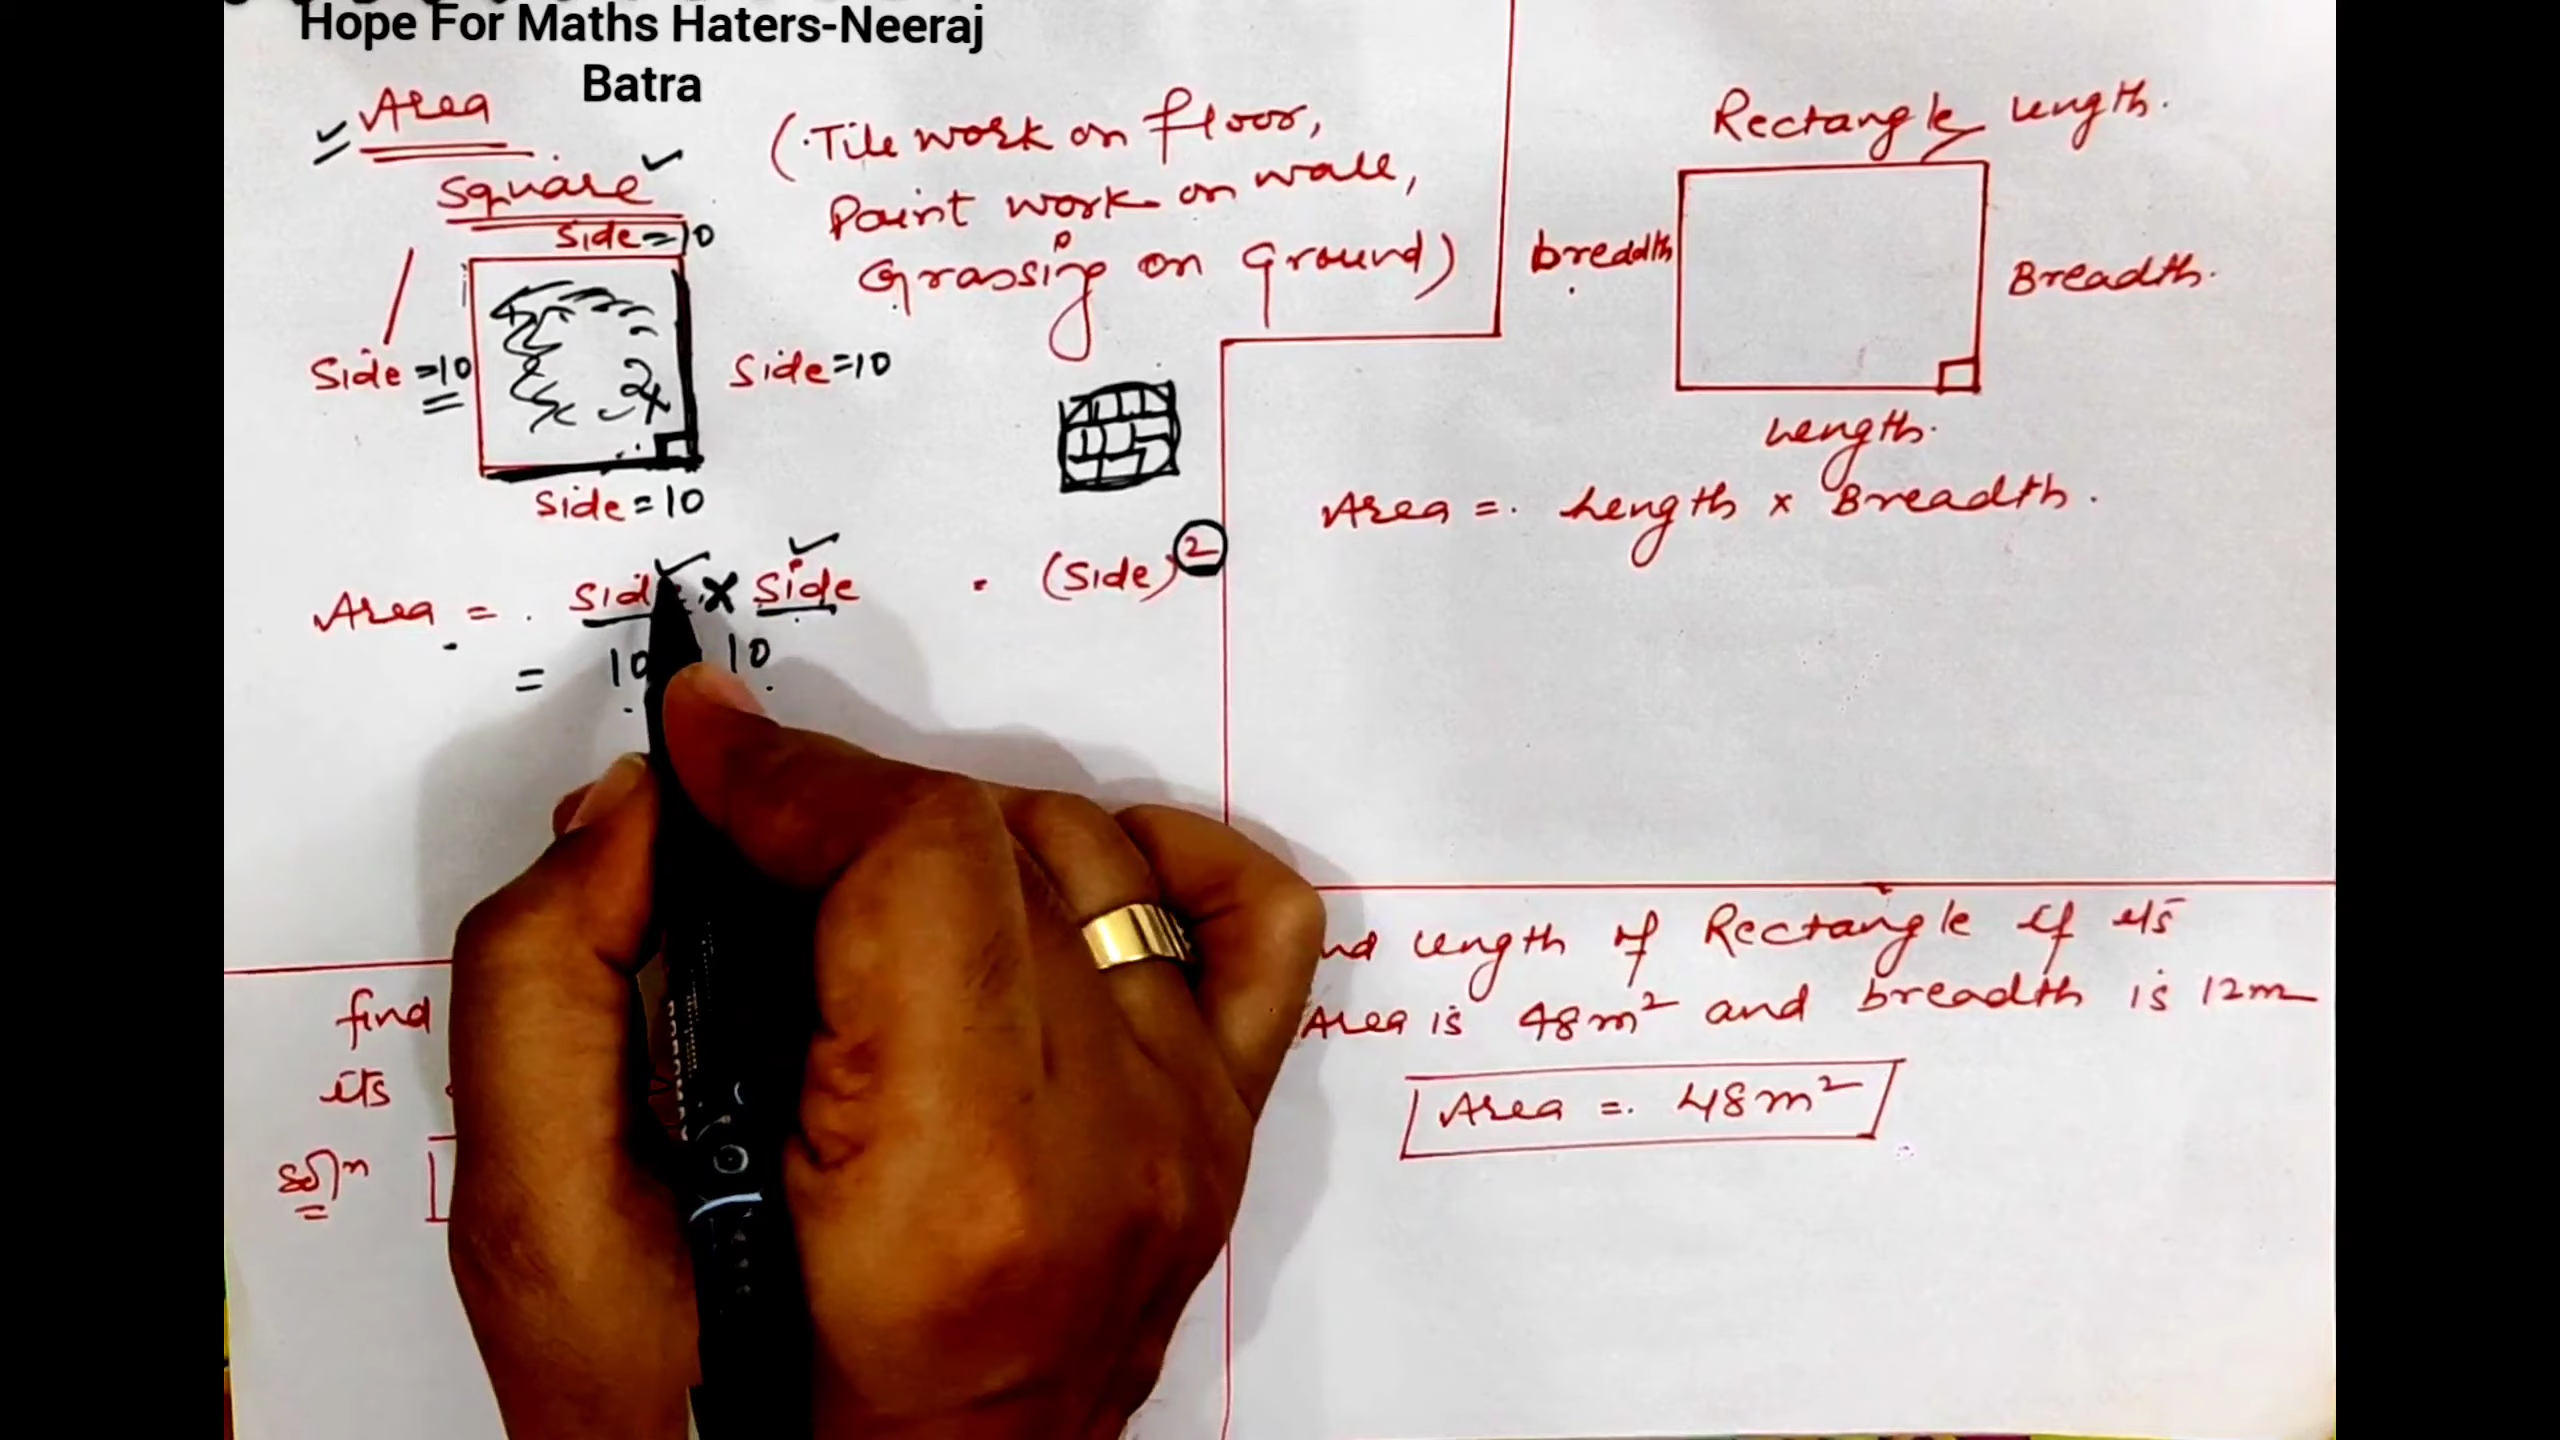 Hope For Maths Haters-Neeraj
Batra
Area
Square
Side = 10
Side = 10
Side = 10
Side = 10
(Tile work on floor,
Paint work on wall,
Grassing on Ground)
Area = Side × Side = (Side)²
= 10 10
Rectangle length.
breadth
Breadth.
Length.
Area = Length × Breadth.
find
its
Solⁿ
nd length of Rectangle if its
Area is 48m² and breadth is 12m
Area = 48m²